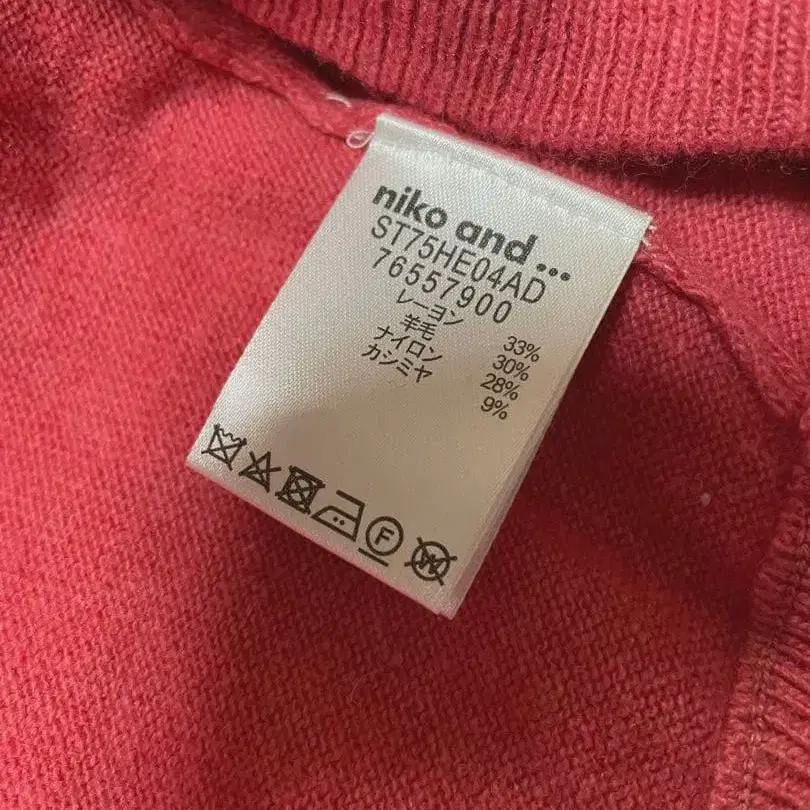 niko and...
ST75HE04AD
76557900
レーヨン 33%
羊毛 30%
ナイロン 28%
カシミヤ 9%
F
W